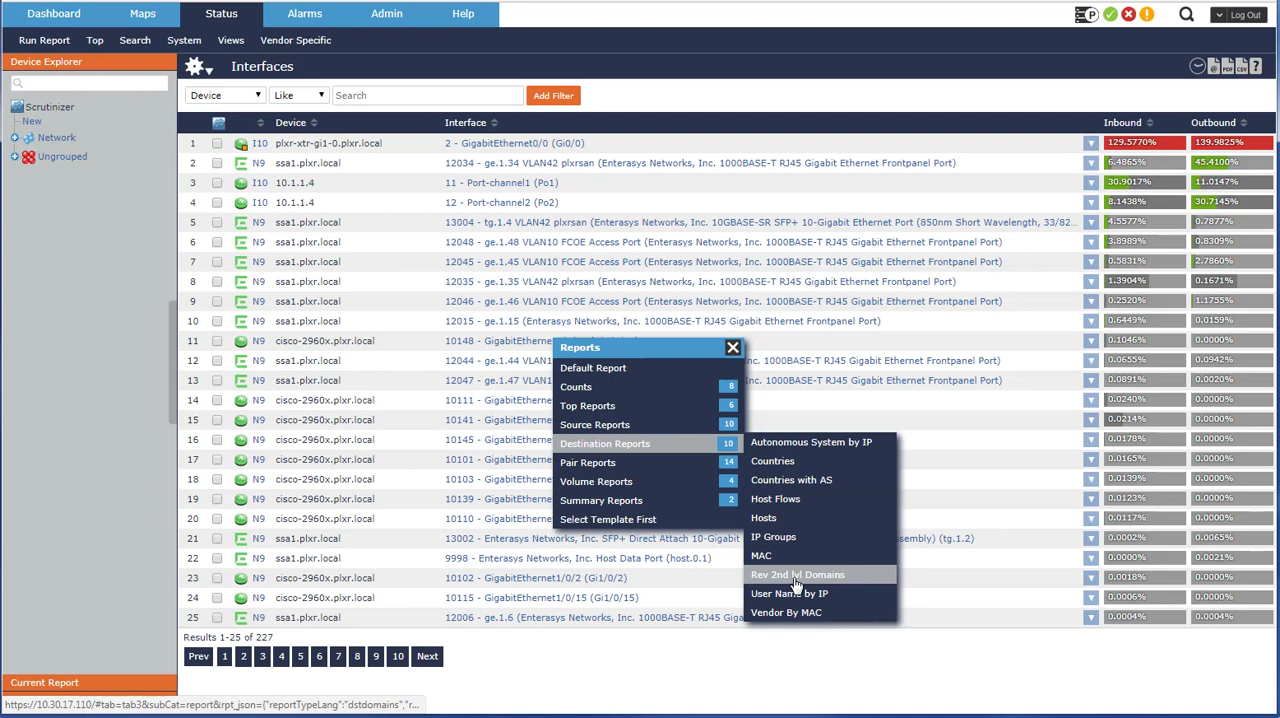 Dashboard Maps Status Alarms Admin Help Log Out
Run Report Top Search System Views Vendor Specific
Device Explorer
Interfaces
Scrutinizer
New
Network
Ungrouped
Device Like Search Add Filter
Device Interface Inbound Outbound
1 I10 plxr-xtr-gi1-0.plxr.local 2 - GigabitEthernet0/0 (Gi0/0) 129.5770% 139.9825%
2 N9 ssa1.plxr.local 12034 - ge.1.34 VLAN42 plxrsan (Enterasys Networks, Inc. 1000BASE-T RJ45 Gigabit Ethernet Frontpanel Port) 6.4865% 45.4100%
3 I10 10.1.1.4 11 - Port-channel1 (Po1) 30.9017% 11.0147%
4 I10 10.1.1.4 12 - Port-channel2 (Po2) 8.1438% 30.7145%
5 N9 ssa1.plxr.local 13004 - tg.1.4 VLAN42 plxrsan (Enterasys Networks, Inc. 10GBASE-SR SFP+ 10-Gigabit Ethernet Port (850nm Short Wavelength, 33/82... 4.5577% 0.7877%
6 N9 ssa1.plxr.local 12048 - ge.1.48 VLAN10 FCOE Access Port (Enterasys Networks, Inc. 1000BASE-T RJ45 Gigabit Ethernet Frontpanel Port) 3.8989% 0.8309%
7 N9 ssa1.plxr.local 12045 - ge.1.45 VLAN10 FCOE Access Port (Enterasys Networks, Inc. 1000BASE-T RJ45 Gigabit Ethernet Frontpanel Port) 0.5831% 2.7860%
8 N9 ssa1.plxr.local 12035 - ge.1.35 VLAN42 plxrsan (Enterasys Networks, Inc. 1000BASE-T RJ45 Gigabit Ethernet Frontpanel Port) 1.3904% 0.1671%
9 N9 ssa1.plxr.local 12046 - ge.1.46 VLAN10 FCOE Access Port (Enterasys Networks, Inc. 1000BASE-T RJ45 Gigabit Ethernet Frontpanel Port) 0.2520% 1.1755%
10 N9 ssa1.plxr.local 12015 - ge.1.15 (Enterasys Networks, Inc. 1000BASE-T RJ45 Gigabit Ethernet Frontpanel Port) 0.6449% 0.0159%
11 N9 cisco-2960x.plxr.local 10148 - GigabitEthe 0.1046% 0.0000%
12 N9 ssa1.plxr.local 12044 - ge.1.44 V 00BASE-T RJ45 Gigabit Ethernet Frontpanel Port) 0.0655% 0.0942%
13 N9 ssa1.plxr.local 12047 - ge.1.47 V 00BASE-T RJ45 Gigabit Ethernet Frontpanel Port) 0.0891% 0.0020%
14 N9 cisco-2960x.plxr.local 10111 - GigabitEthe 0.0240% 0.0000%
15 N9 cisco-2960x.plxr.local 10141 - GigabitEthe 0.0214% 0.0000%
16 N9 cisco-2960x.plxr.local 10145 - GigabitEthe 0.0178% 0.0000%
17 N9 cisco-2960x.plxr.local 10140 - GigabitEthe 0.0165% 0.0000%
18 N9 cisco-2960x.plxr.local 10103 - GigabitEthe 0.0139% 0.0000%
19 N9 cisco-2960x.plxr.local 10139 - GigabitEthe 0.0123% 0.0000%
20 N9 cisco-2960x.plxr.local 10110 - GigabitEthe 0.0117% 0.0000%
21 N9 ssa1.plxr.local 13002 - Enterasys Networks, Inc. SFP+ Direct Attach 10-Gigabit sembly) (tg.1.2) 0.0002% 0.0065%
22 N9 ssa1.plxr.local 9998 - Enterasys Networks, Inc. Host Data Port (host.0.1) 0.0000% 0.0021%
23 N9 cisco-2960x.plxr.local 10102 - GigabitEthernet1/0/2 (Gi1/0/2) 0.0018% 0.0000%
24 N9 cisco-2960x.plxr.local 10115 - GigabitEthernet1/0/15 (Gi1/0/15) 0.0006% 0.0000%
25 N9 ssa1.plxr.local 12006 - ge.1.6 (Enterasys Networks, Inc. 1000BASE-T RJ45 Giga 0.0004% 0.0004%
Reports
Default Report
Counts 8
Top Reports 6
Source Reports 10
Destination Reports 10
Pair Reports 14
Volume Reports 4
Summary Reports 2
Select Template First
Autonomous System by IP
Countries
Countries with AS
Host Flows
Hosts
IP Groups
MAC
Rev 2nd lvl Domains
User Name by IP
Vendor By MAC
Results 1-25 of 227
Prev 1 2 3 4 5 6 7 8 9 10 Next
Current Report
https://10.30.17.110/#tab=tab3&subCat=report&rpt_json={"reportTypeLang":"dstdomains","r...